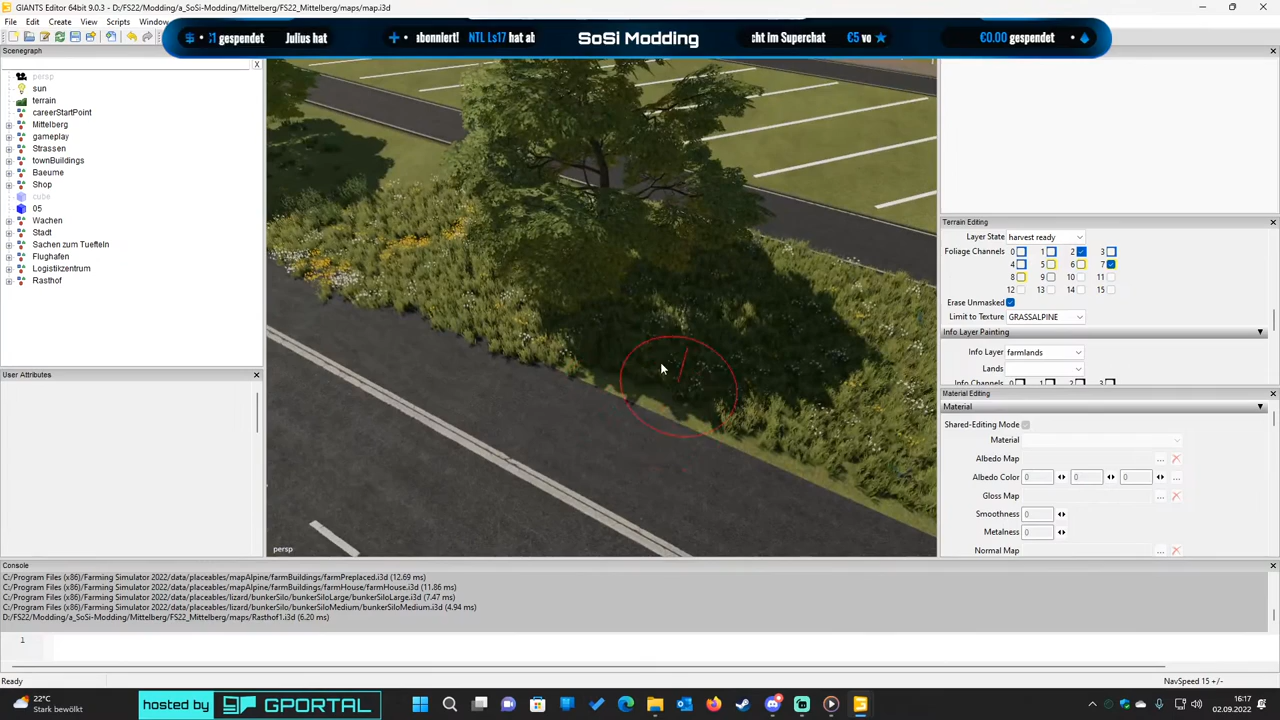 GIANTS Editor 64bit 9.0.3 - D:/FS22/Modding/a_SoSi-Modding/Mittelberg/FS22_Mittelberg/maps/map.i3d
File Edit Create View Scripts Window
$1 gespendet Julius hat
abonniert! NTL Ls17 hat ab
SoSi Modding
cht im Superchat €5 vo
€0.00 gespendet
Scenegraph
X
persp
sun
terrain
careerStartPoint
Mittelberg
gameplay
Strassen
townBuildings
Baeume
Shop
cube
05
Wachen
Stadt
Sachen zum Tuefteln
Flughafen
Logistikzentrum
Rasthof
User Attributes
persp
Terrain Editing
Layer State harvest ready
Foliage Channels 0 1 2 3
4 5 6 7
8 9 10 11
12 13 14 15
Erase Unmasked
Limit to Texture GRASSALPINE
Info Layer Painting
Info Layer farmlands
Lands
Info Channels 0 1 2 3
Material Editing
Material
Shared-Editing Mode
Material
Albedo Map ...
Albedo Color 0 0 0 ...
Gloss Map ...
Smoothness 0
Metalness 0
Normal Map ...
Console
C:/Program Files (x86)/Farming Simulator 2022/data/placeables/mapAlpine/farmBuildings/farmPreplaced.i3d (12.69 ms)
C:/Program Files (x86)/Farming Simulator 2022/data/placeables/mapAlpine/farmBuildings/farmHouse/farmHouse.i3d (11.86 ms)
C:/Program Files (x86)/Farming Simulator 2022/data/placeables/lizard/bunkerSilo/bunkerSiloLarge/bunkerSiloLarge.i3d (7.47 ms)
C:/Program Files (x86)/Farming Simulator 2022/data/placeables/lizard/bunkerSilo/bunkerSiloMedium/bunkerSiloMedium.i3d (4.94 ms)
D:/FS22/Modding/a_SoSi-Modding/Mittelberg/FS22_Mittelberg/maps/Rasthof1.i3d (6.20 ms)
1
Ready
NavSpeed 15 +/-
22°C
Stark bewölkt
hosted by GPORTAL
16:17
02.09.2022